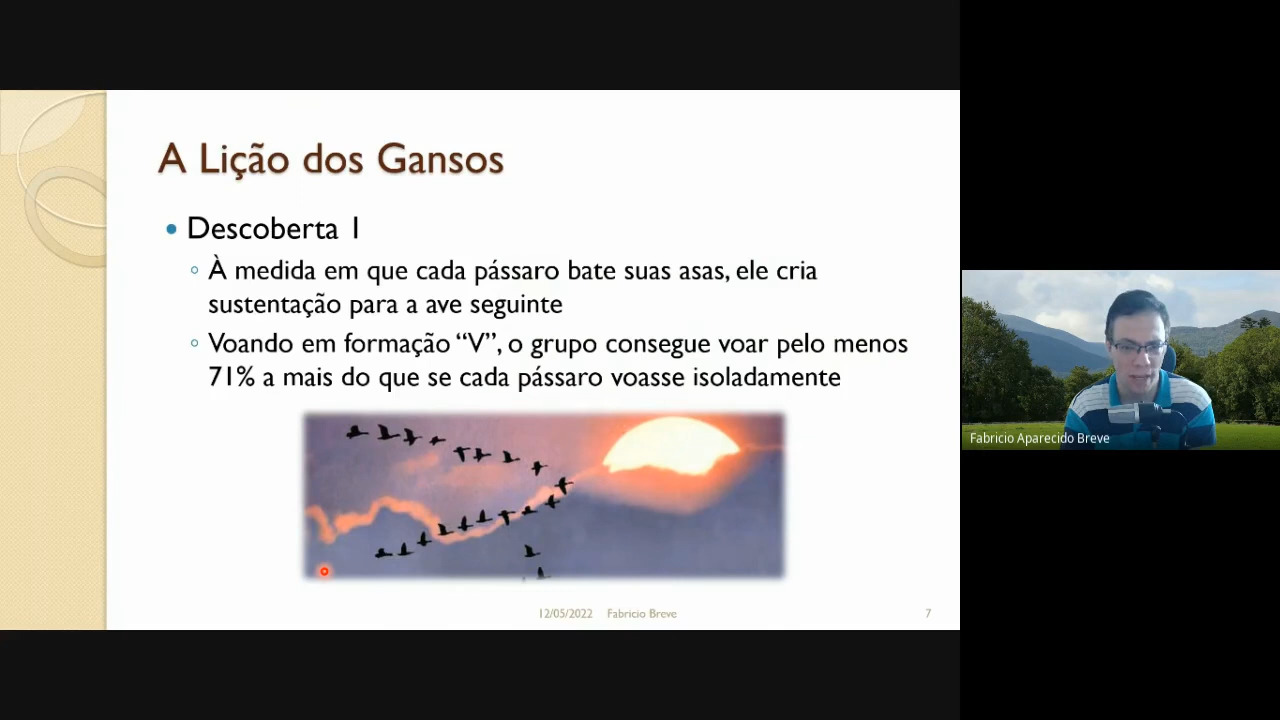 A Lição dos Gansos
Descoberta 1
À medida em que cada pássaro bate suas asas, ele cria
sustentação para a ave seguinte
Voando em formação “V”, o grupo consegue voar pelo menos
71% a mais do que se cada pássaro voasse isoladamente
Fabricio Aparecido Breve
12/05/2022 Fabricio Breve 7